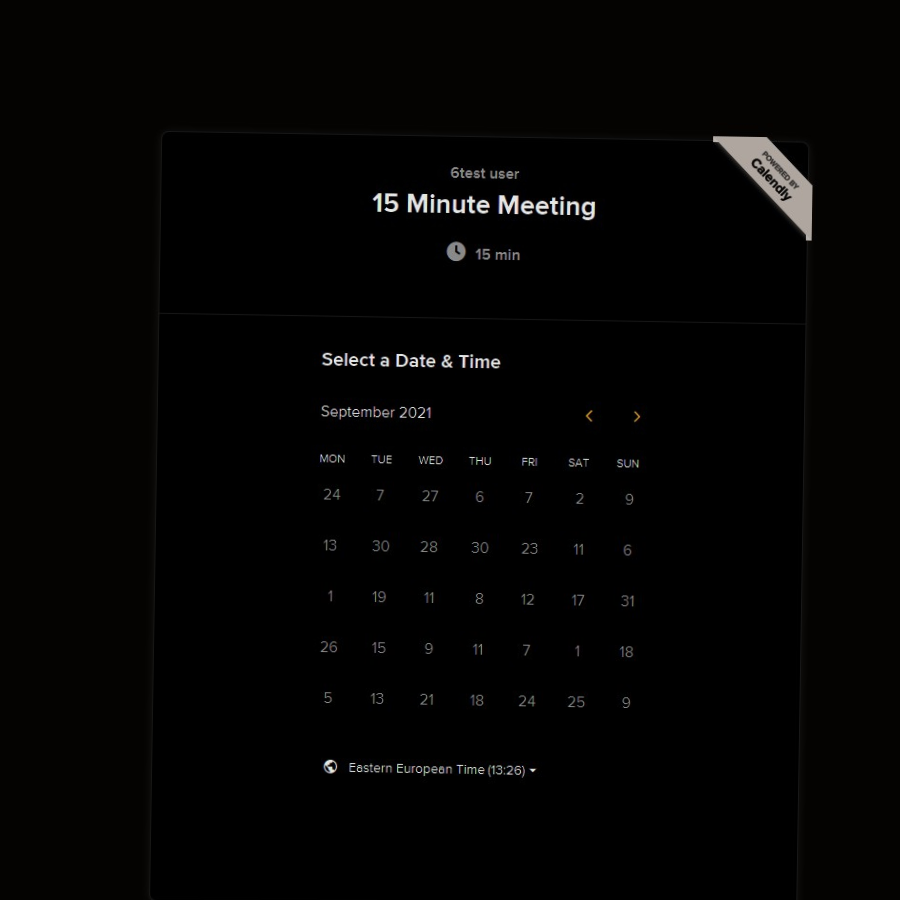 POWERED BY
Calendly
6test user
15 Minute Meeting
15 min
Select a Date & Time
September 2021
MON TUE WED THU FRI SAT SUN
24 7 27 6 7 2 9
13 30 28 30 23 11 6
1 19 11 8 12 17 31
26 15 9 11 7 1 18
5 13 21 18 24 25 9
Eastern European Time (13:26)